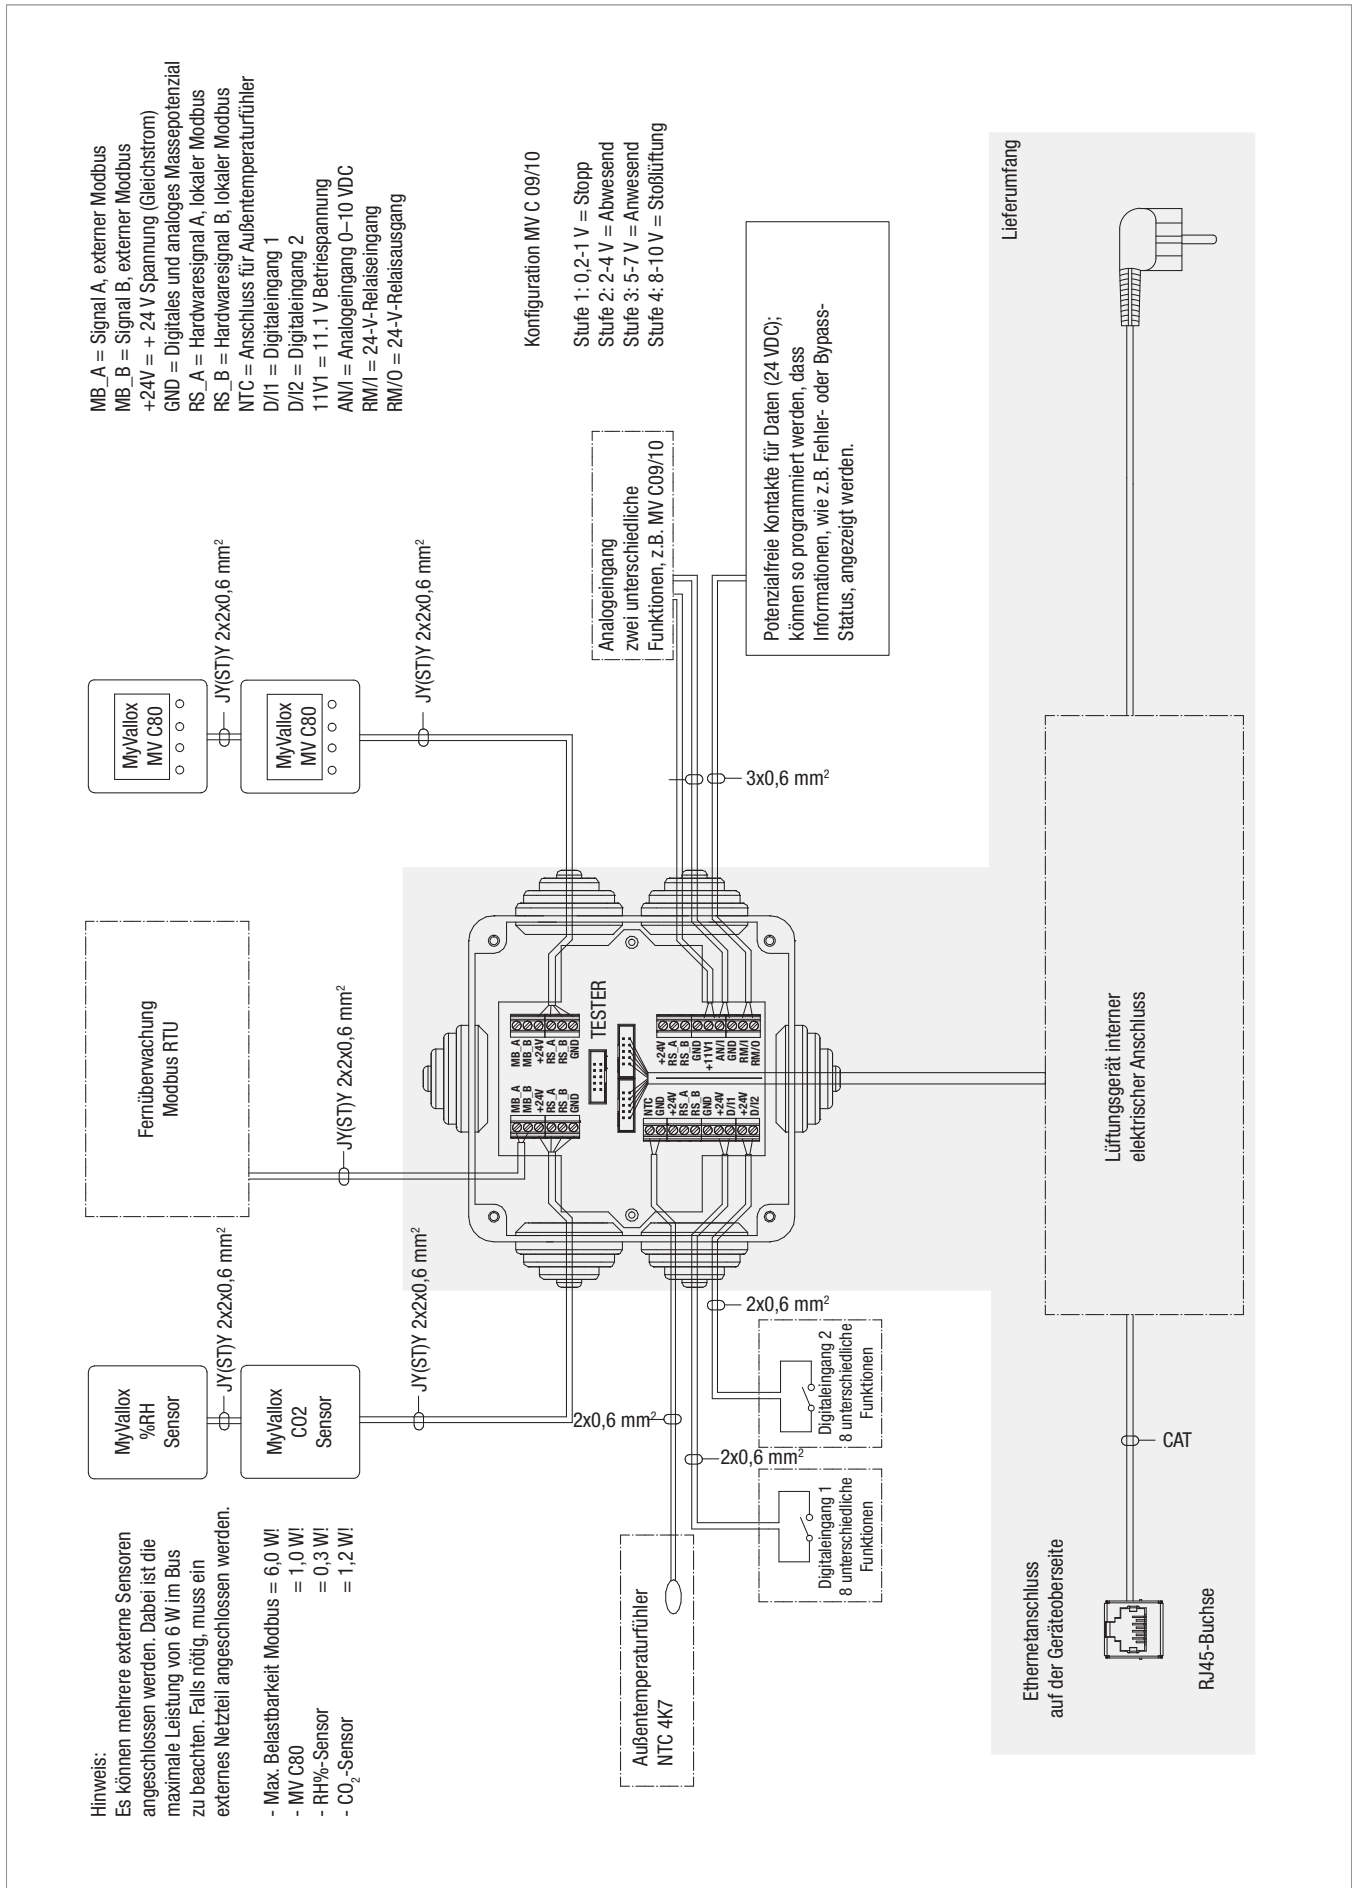 Hinweis:
Es können mehrere externe Sensoren
angeschlossen werden. Dabei ist die
maximale Leistung von 6 W im Bus
zu beachten. Falls nötig, muss ein
externes Netzteil angeschlossen werden.
- Max. Belastbarkeit Modbus = 6,0 W!
- MV C80 = 1,0 W!
- RH%-Sensor = 0,3 W!
- CO₂-Sensor = 1,2 W!
MyVallox
%RH
Sensor
JY(ST)Y 2x2x0,6 mm²
MyVallox
CO2
Sensor
JY(ST)Y 2x2x0,6 mm²
Fernüberwachung
Modbus RTU
JY(ST)Y 2x2x0,6 mm²
MyVallox
MV C80
JY(ST)Y 2x2x0,6 mm²
MyVallox
MV C80
JY(ST)Y 2x2x0,6 mm²
MB_A = Signal A, externer Modbus
MB_B = Signal B, externer Modbus
+24V = + 24 V Spannung (Gleichstrom)
GND = Digitales und analoges Massepotenzial
RS_A = Hardwaresignal A, lokaler Modbus
RS_B = Hardwaresignal B, lokaler Modbus
NTC = Anschluss für Außentemperaturfühler
D/I1 = Digitaleingang 1
D/I2 = Digitaleingang 2
11V1 = 11.1 V Betriespannung
AN/I = Analogeingang 0–10 VDC
RM/I = 24-V-Relaiseingang
RM/O = 24-V-Relaisausgang
Konfiguration MV C 09/10
Stufe 1: 0,2-1 V = Stopp
Stufe 2: 2-4 V = Abwesend
Stufe 3: 5-7 V = Anwesend
Stufe 4: 8-10 V = Stoßlüftung
MB_A
MB_B
+24V
RS_A
RS_B
GND
MB_A
MB_B
+24V
RS_A
RS_B
GND
TESTER
NTC
GND
+24V
RS_A
RS_B
GND
+24V
D/I1
+24V
D/I2
+24V
RS_A
RS_B
GND
+11V1
AN/I
GND
RM/I
RM/O
Außentemperaturfühler
NTC 4K7
2x0,6 mm²
Digitaleingang 1
8 unterschiedliche
Funktionen
2x0,6 mm²
Digitaleingang 2
8 unterschiedliche
Funktionen
2x0,6 mm²
Analogeingang
zwei unterschiedliche
Funktionen, z.B. MV C09/10
3x0,6 mm²
Potenzialfreie Kontakte für Daten (24 VDC);
können so programmiert werden, dass
Informationen, wie z.B. Fehler- oder Bypass-
Status, angezeigt werden.
Lieferumfang
Ethernetanschluss
auf der Geräteoberseite
RJ45-Buchse
CAT
Lüftungsgerät interner
elektrischer Anschluss